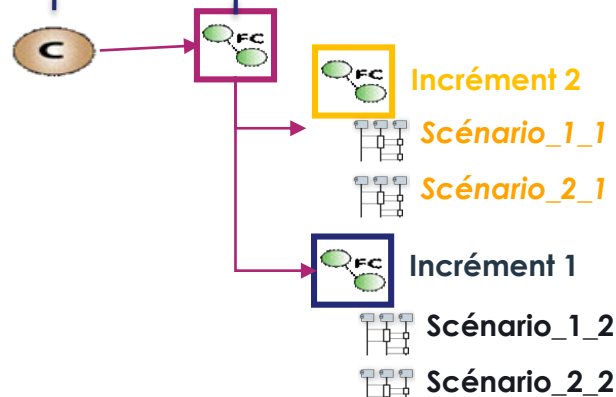 C
FC
FC
Incrément 2
Scénario_1_1
Scénario_2_1
FC
Incrément 1
Scénario_1_2
Scénario_2_2